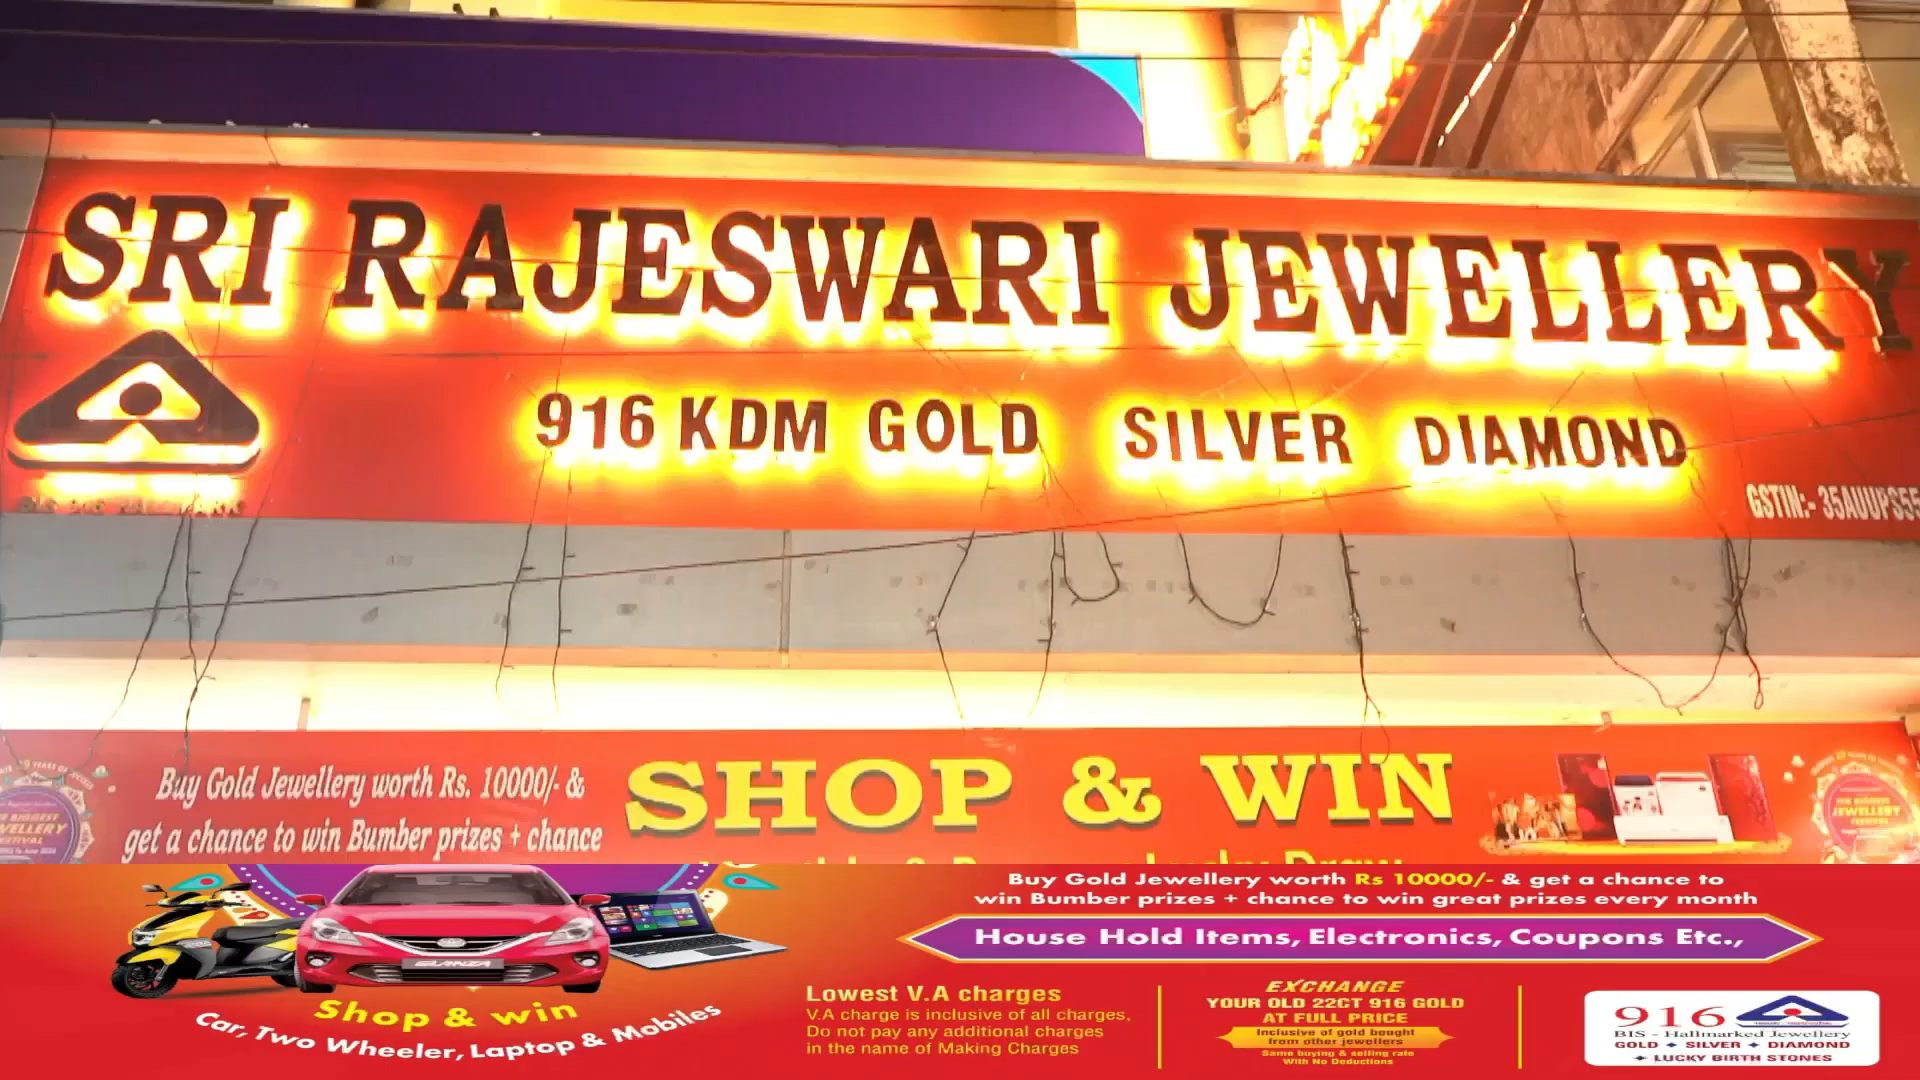 SRI RAJESWARI JEWELLERY
916 KDM GOLD SILVER DIAMOND
GSTIN:- 35AUUPS55
Buy Gold Jewellery worth Rs. 10000/- &
get a chance to win Bumber prizes + chance
SHOP & WIN
JEWELLERY
Buy Gold Jewellery worth Rs 10000/- & get a chance to
win Bumber prizes + chance to win great prizes every month
House Hold Items, Electronics, Coupons Etc.,
GLANZA
Shop & win
Car, Two Wheeler, Laptop & Mobiles
Lowest V.A charges
V.A charge is inclusive of all charges,
Do not pay any additional charges
in the name of Making Charges
EXCHANGE
YOUR OLD 22CT 916 GOLD
AT FULL PRICE
Inclusive of gold bought
from other jewellers
Same buying & selling rate
With No Deductions
916
BIS - Hallmarked Jewellery
GOLD SILVER DIAMOND
LUCKY BIRTH STONES